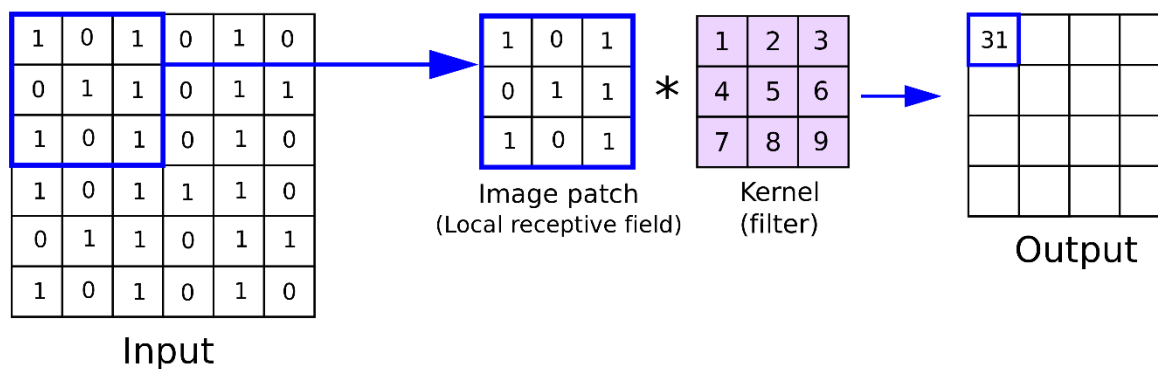 1 0 1 0 1 0
0 1 1 0 1 1
1 0 1 0 1 0
1 0 1 1 1 0
0 1 1 0 1 1
1 0 1 0 1 0
Input
1 0 1
0 1 1
1 0 1
Image patch
(Local receptive field)
*
1 2 3
4 5 6
7 8 9
Kernel
(filter)
31
Output